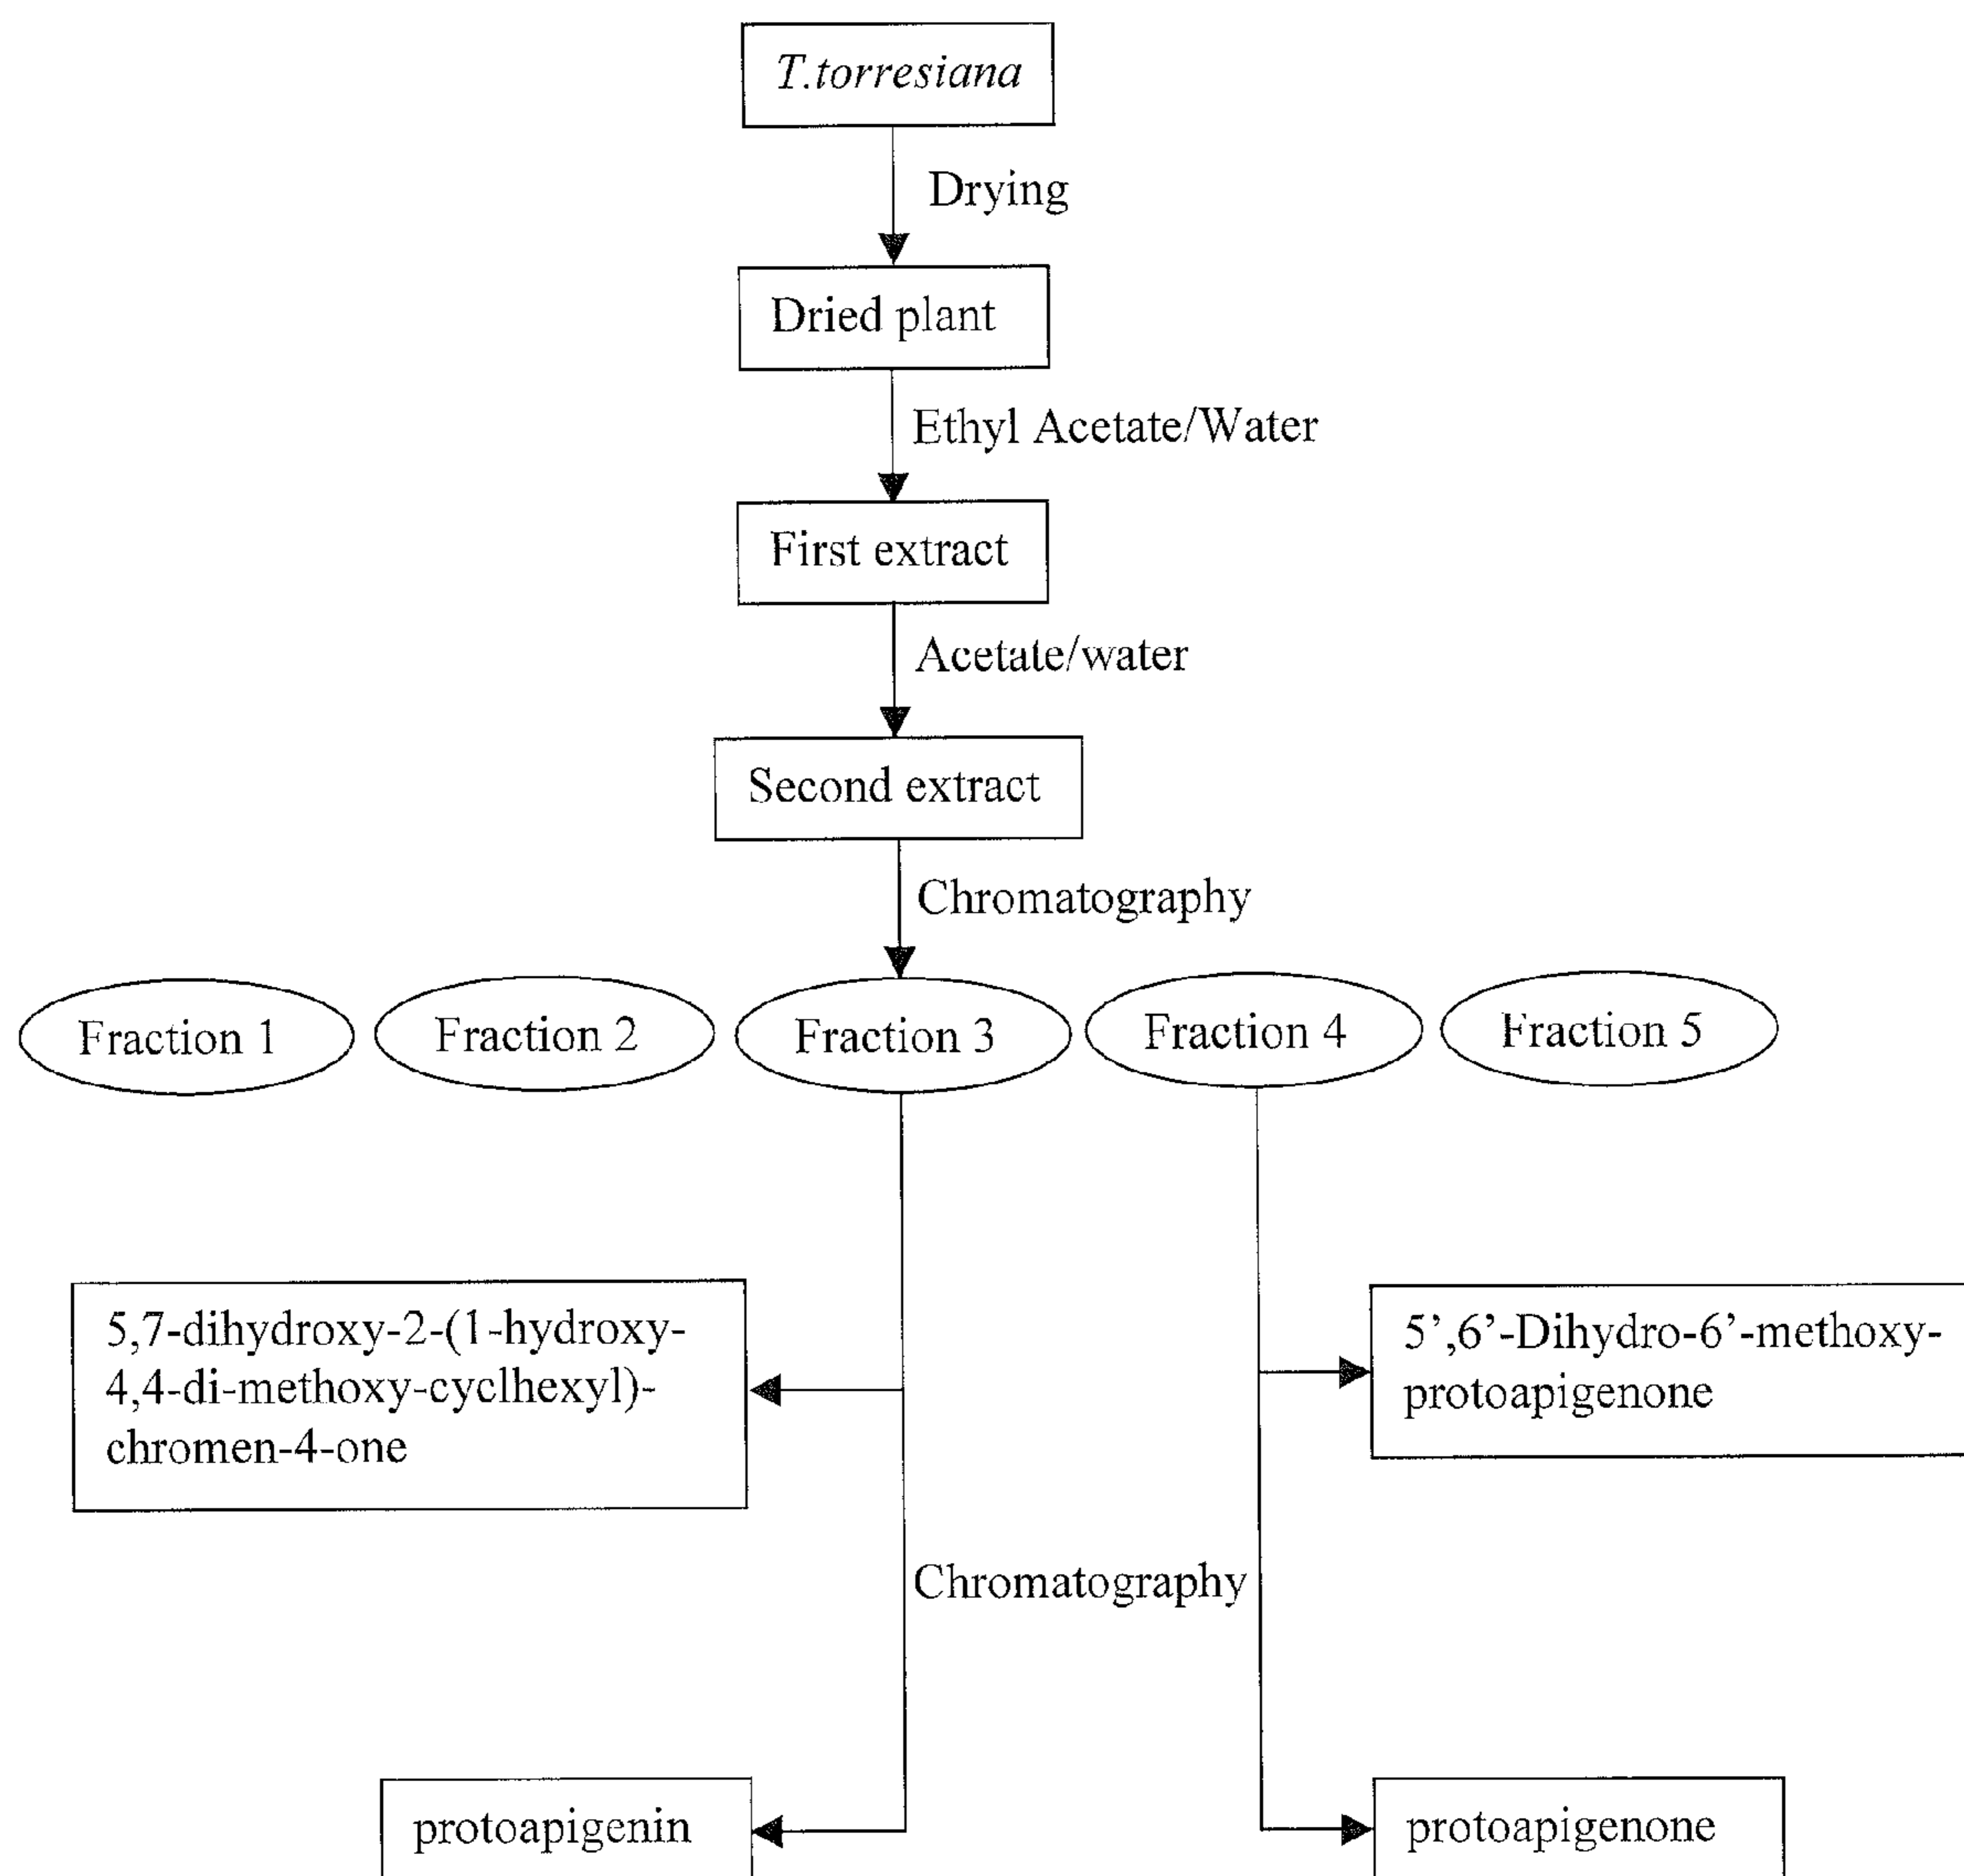 T.torresiana
Drying
Dried plant
Ethyl Acetate/Water
First extract
Acetate/water
Second extract
Chromatography
Fraction 1
Fraction 2
Fraction 3
Fraction 4
Fraction 5
5,7-dihydroxy-2-(1-hydroxy-
4,4-di-methoxy-cyclhexyl)-
chromen-4-one
5’,6’-Dihydro-6’-methoxy-
protoapigenone
Chromatography
protoapigenin
protoapigenone